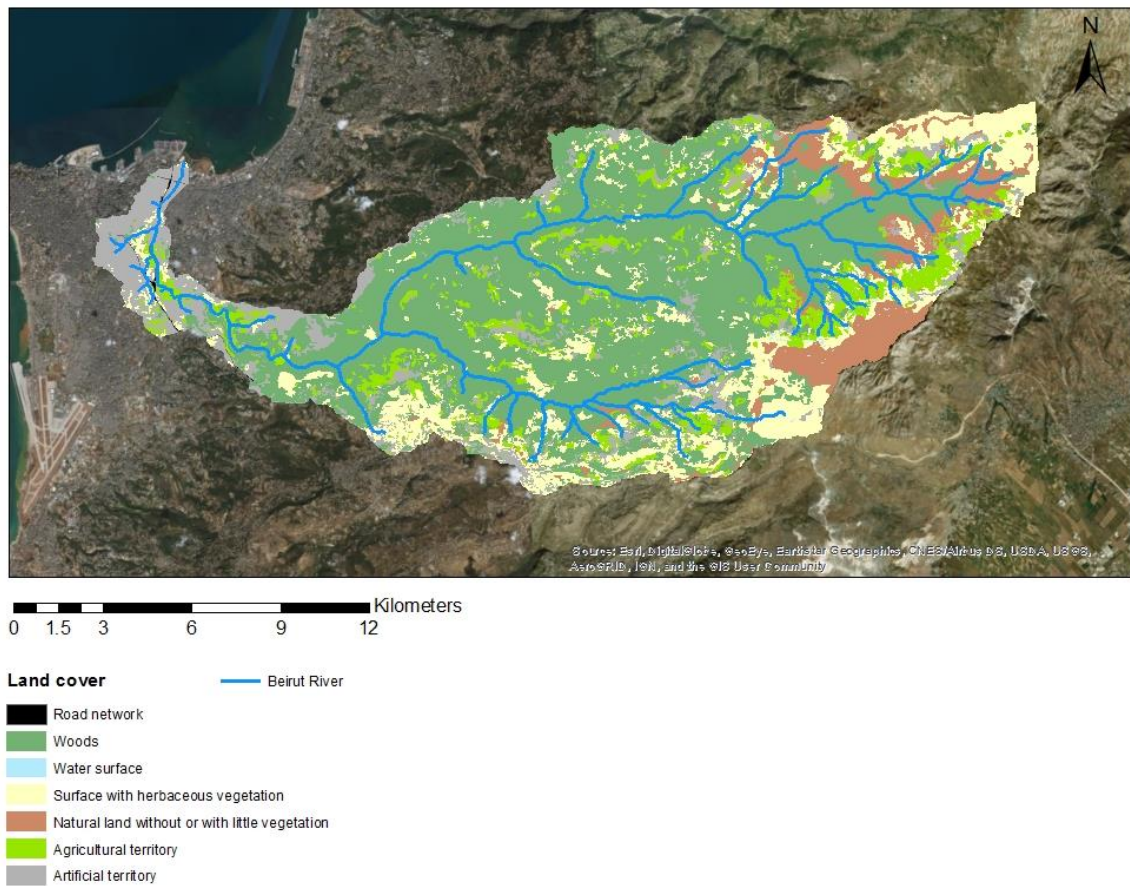 N
Source: Esri, DigitalGlobe, GeoEye, Earthstar Geographics, CNES/Airbus DS, USDA, USGS,
AeroGRID, IGN, and the GIS User Community
Kilometers
0 1.5 3 6 9 12
Land cover
Beirut River
Road network
Woods
Water surface
Surface with herbaceous vegetation
Natural land without or with little vegetation
Agricultural territory
Artificial territory